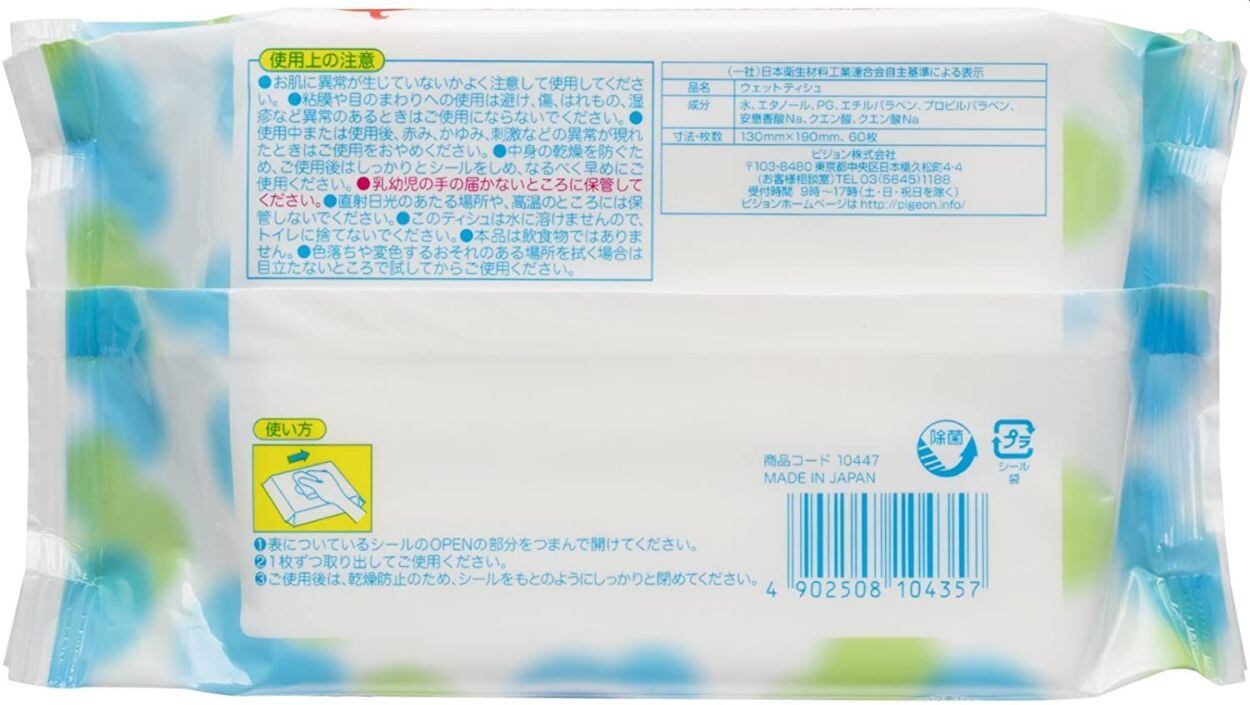 使用上の注意
●お肌に異常が生じていないかよく注意して使用してくださ
い。●粘膜や目のまわりへの使用は避け、傷、はれもの、湿
疹など異常のあるときはご使用にならないでください。●
使用中または使用後、赤み、かゆみ、刺激などの異常が現れ
たときはご使用をおやめください。●中身の乾燥を防ぐた
め、ご使用後はしっかりとシールをしめ、なるべく早めにご
使用ください。●乳幼児の手の届かないところに保管して
ください。●直射日光のあたる場所や、高温のところには保
管しないでください。●このティシュは水に溶けませんので、
トイレに捨てないでください。●本品は飲食物ではありま
せん。●色落ちや変色するおそれのある場所を拭く場合は
目立たないところで試してからご使用ください。
(一社)日本衛生材料工業連合会自主基準による表示
品名 ウェットティシュ
成分 水、エタノール、PG、エチルパラベン、プロピルパラベン、
安息香酸Na、クエン酸、クエン酸Na
寸法・枚数 130mm×190mm、60枚
ピジョン株式会社
〒103-8480 東京都中央区日本橋久松町4-4
(お客様相談室)TEL 03(5645)1188
受付時間 9時〜17時(土・日・祝日を除く)
ピジョンホームページは http://pigeon.info/
使い方
❶表についているシールのOPENの部分をつまんで開けてください。
❷1枚ずつ取り出してご使用ください。
❸ご使用後は、乾燥防止のため、シールをもとのようにしっかりと閉めてください。
商品コード 10447
MADE IN JAPAN
除菌
プラ
シール
袋
4 902508 104357